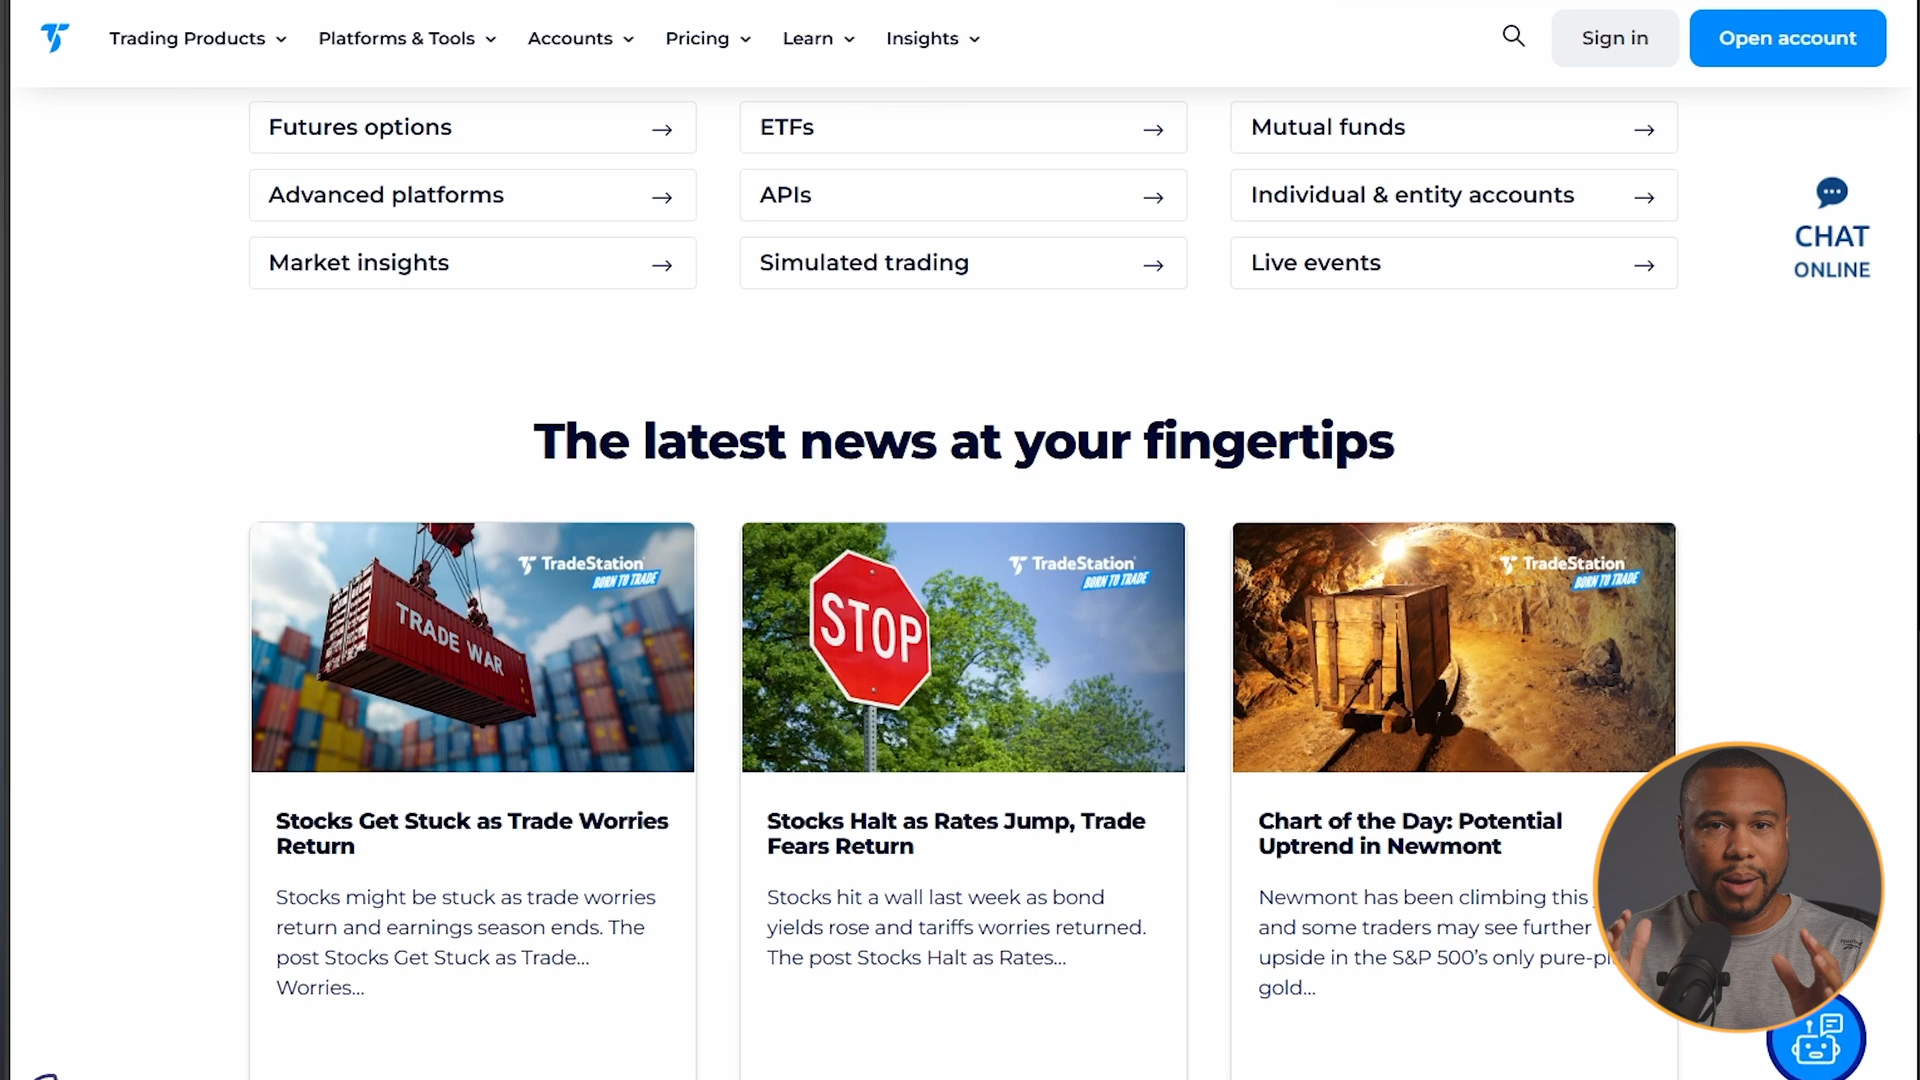 Trading Products
Platforms & Tools
Accounts
Pricing
Learn
Insights
Sign in
Open account
Futures options
ETFs
Mutual funds
Advanced platforms
APIs
Individual & entity accounts
Market insights
Simulated trading
Live events
CHAT
ONLINE
The latest news at your fingertips
TradeStation
BORN TO TRADE
TRADE WAR
TradeStation
BORN TO TRADE
STOP
TradeStation
BORN TO TRADE
Stocks Get Stuck as Trade Worries
Return
Stocks might be stuck as trade worries
return and earnings season ends. The
post Stocks Get Stuck as Trade...
Worries...
Stocks Halt as Rates Jump, Trade
Fears Return
Stocks hit a wall last week as bond
yields rose and tariffs worries returned.
The post Stocks Halt as Rates...
Chart of the Day: Potential
Uptrend in Newmont
Newmont has been climbing this
and some traders may see further
upside in the S&P 500's only
gold...